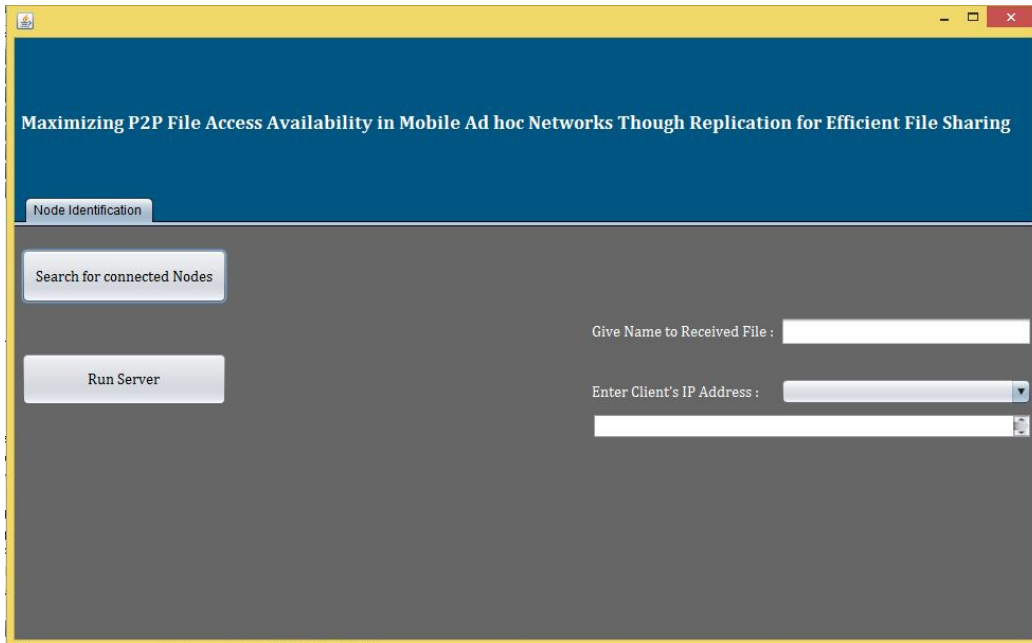 Maximizing P2P File Access Availability in Mobile Ad hoc Networks Though Replication for Efficient File Sharing
Node Identification
Search for connected Nodes
Give Name to Received File :
Run Server
Enter Client's IP Address :